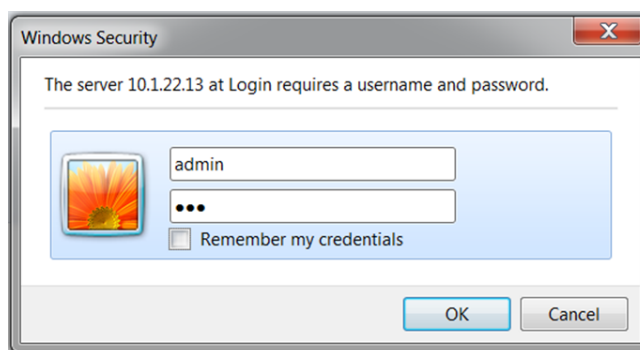 Windows Security
The server 10.1.22.13 at Login requires a username and password.
admin
●●●
Remember my credentials
OK
Cancel